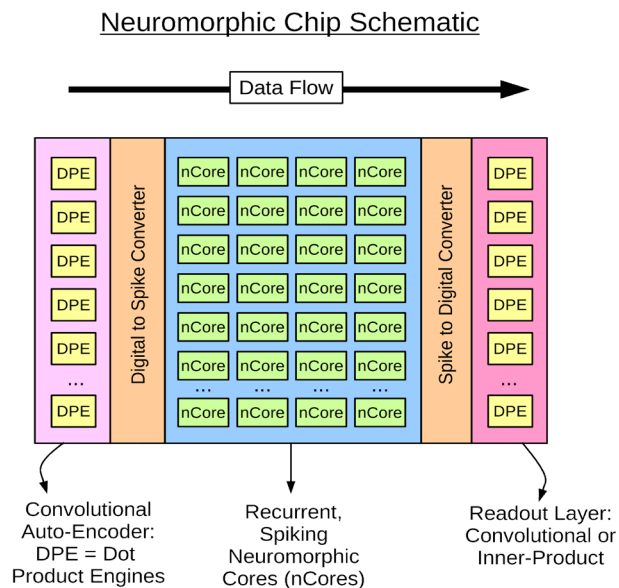 Neuromorphic Chip Schematic
Data Flow
DPE
DPE
DPE
DPE
DPE
...
DPE
Digital to Spike Converter
nCore nCore nCore nCore
nCore nCore nCore nCore
nCore nCore nCore nCore
nCore nCore nCore nCore
nCore nCore nCore nCore
nCore nCore nCore nCore
... ... ... ...
nCore nCore nCore nCore
Spike to Digital Converter
DPE
DPE
DPE
DPE
DPE
...
DPE
Convolutional
Auto-Encoder:
DPE = Dot
Product Engines
Recurrent,
Spiking
Neuromorphic
Cores (nCores)
Readout Layer:
Convolutional or
Inner-Product